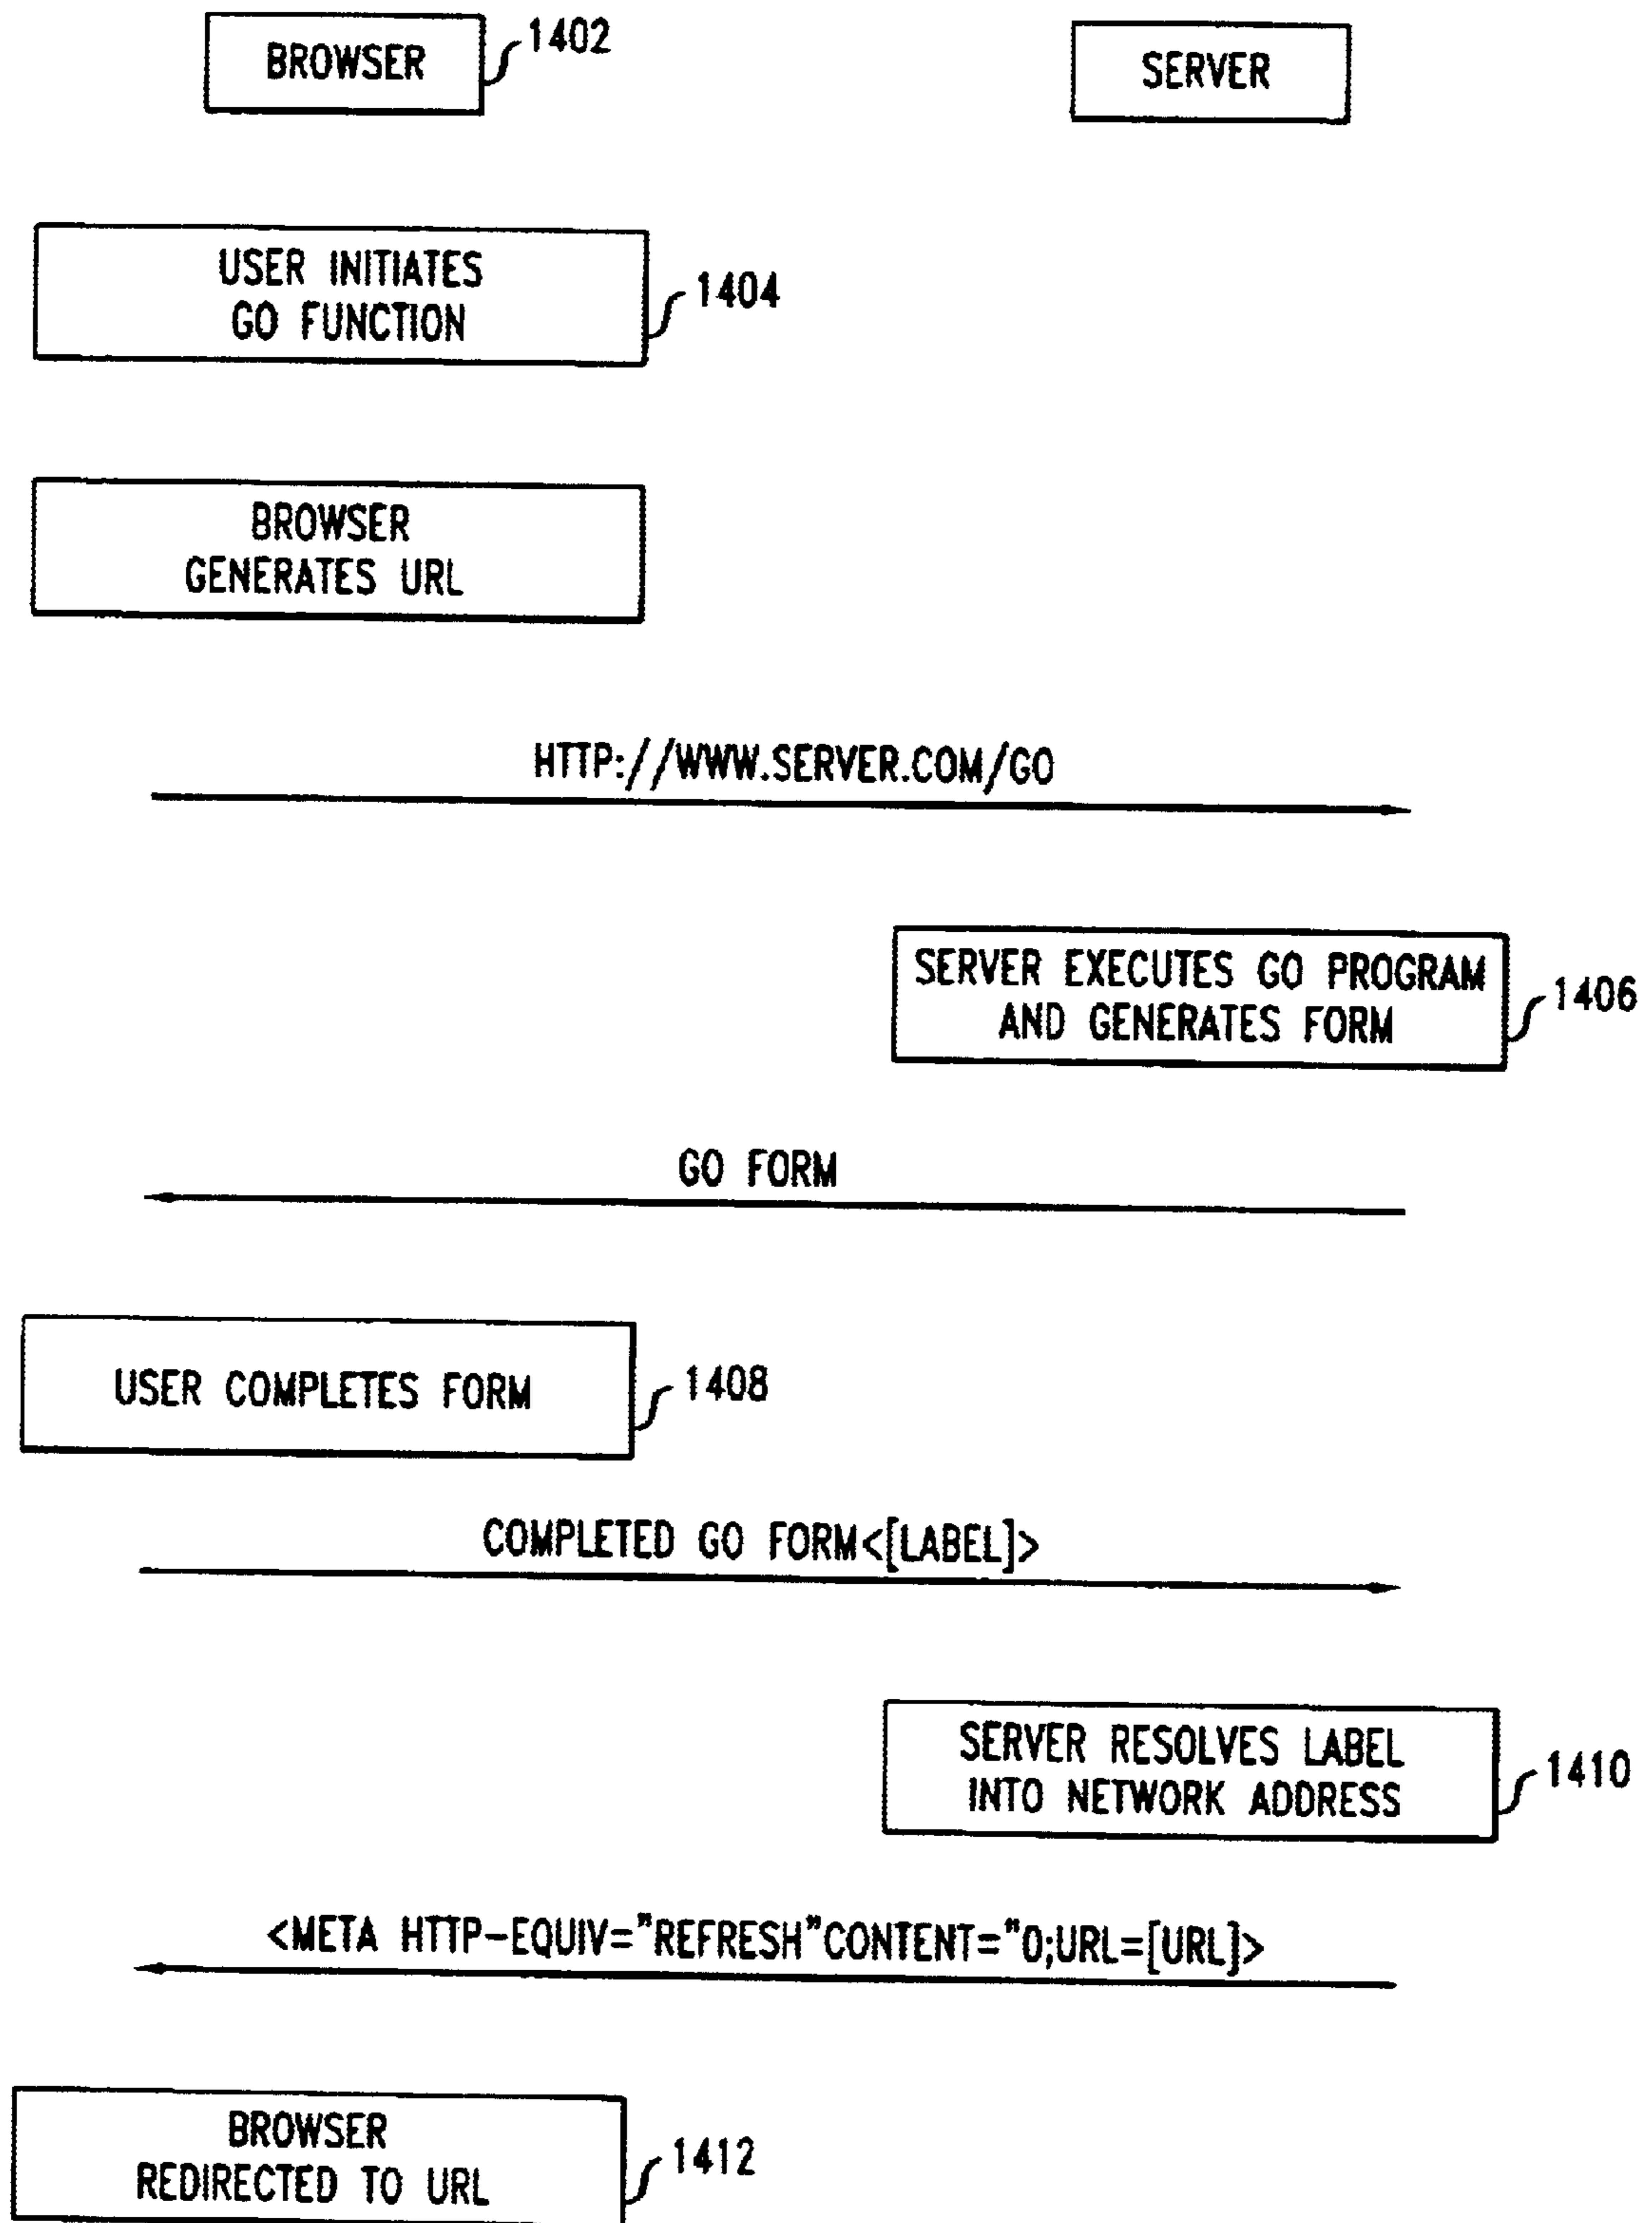 BROWSER
1402
SERVER
USER INITIATES
GO FUNCTION
1404
BROWSER
GENERATES URL
HTTP://WWW.SERVER.COM/GO
SERVER EXECUTES GO PROGRAM
AND GENERATES FORM
1406
GO FORM
USER COMPLETES FORM
1408
COMPLETED GO FORM<[LABEL]>
SERVER RESOLVES LABEL
INTO NETWORK ADDRESS
1410
<META HTTP-EQUIV="REFRESH"CONTENT="0;URL=[URL]>
BROWSER
REDIRECTED TO URL
1412